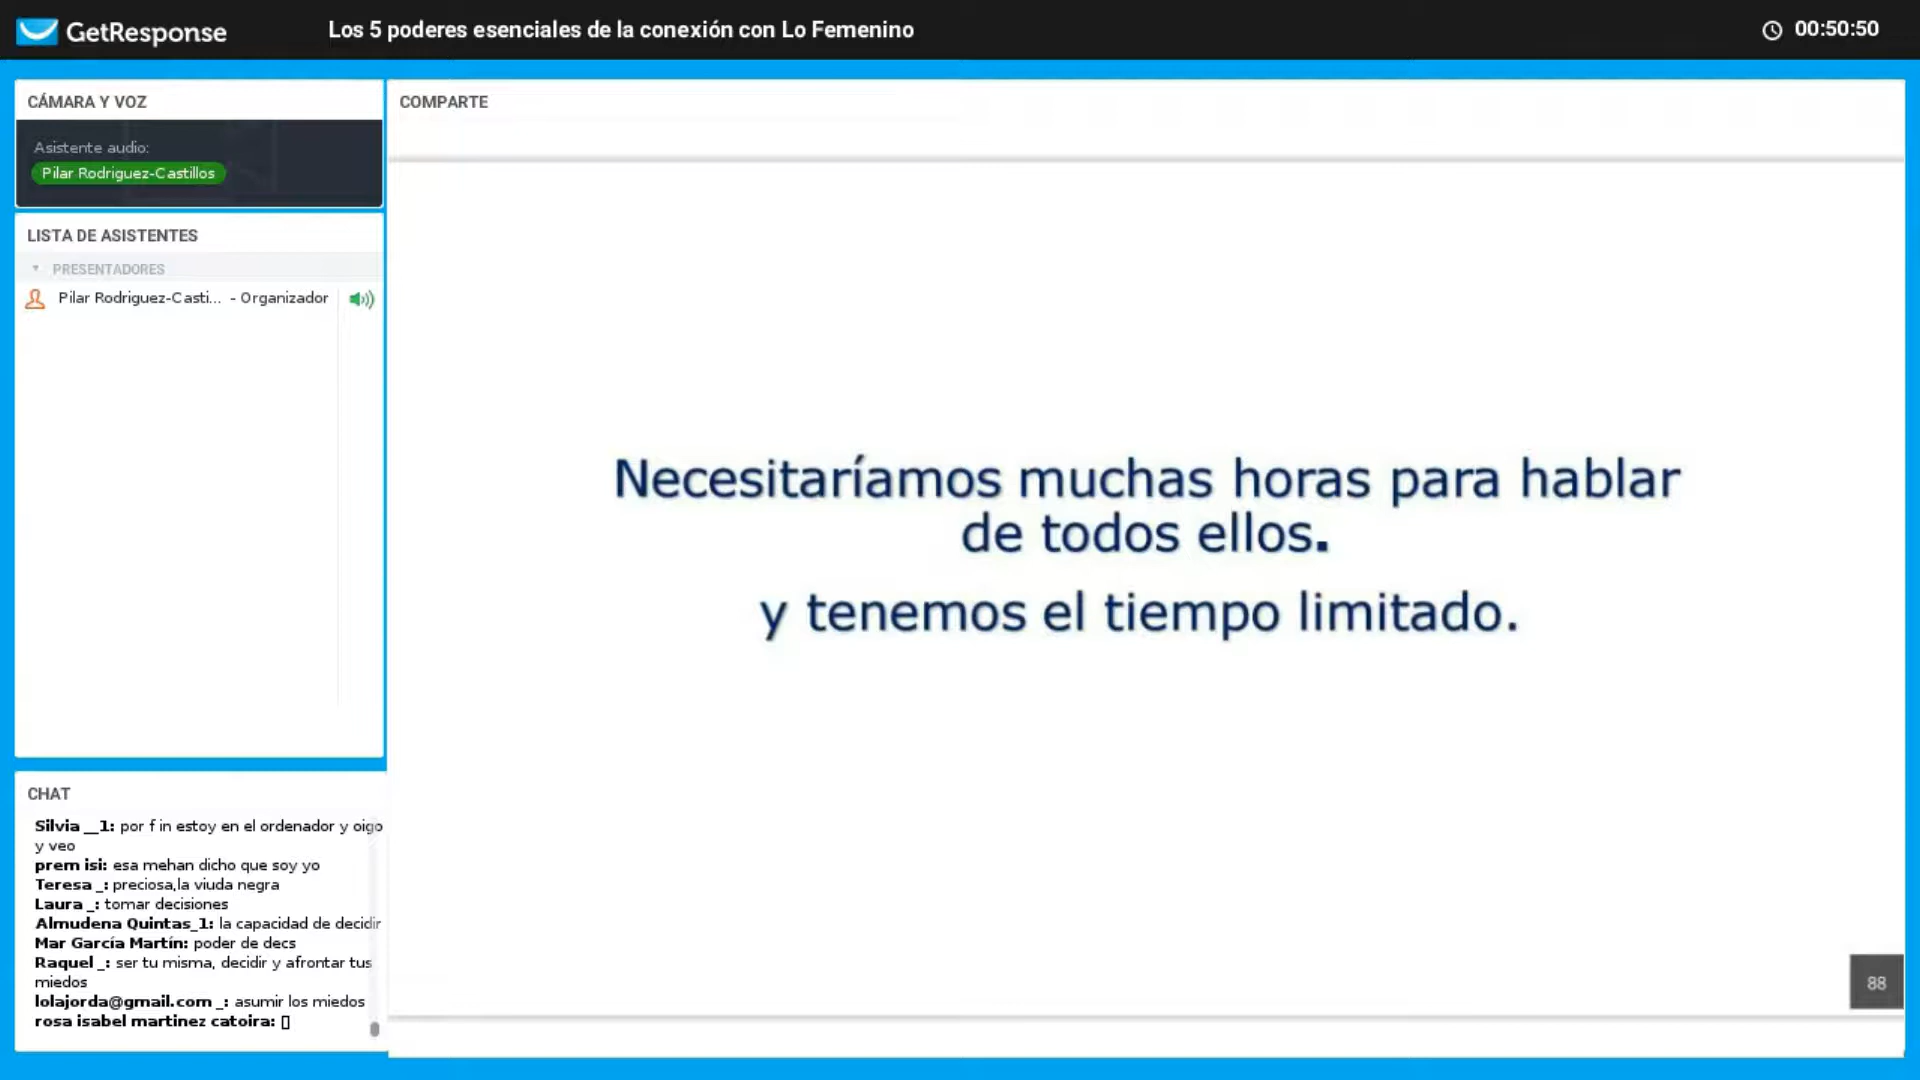 GetResponse
Los 5 poderes esenciales de la conexión con Lo Femenino
00:50:50
CÁMARA Y VOZ
Asistente audio:
Pilar Rodriguez-Castillos
LISTA DE ASISTENTES
PRESENTADORES
Pilar Rodriguez-Casti... - Organizador
CHAT
Silvia __1: por fin estoy en el ordenador y oigo
y veo
prem isi: esa mehan dicho que soy yo
Teresa _: preciosa,la viuda negra
Laura _: tomar decisiones
Almudena Quintas_1: la capacidad de decidir
Mar García Martín: poder de decs
Raquel _: ser tu misma, decidir y afrontar tus
miedos
lolajorda@gmail.com _: asumir los miedos
rosa isabel martinez catoira: []
COMPARTE
Necesitaríamos muchas horas para hablar
de todos ellos.
y tenemos el tiempo limitado.
88